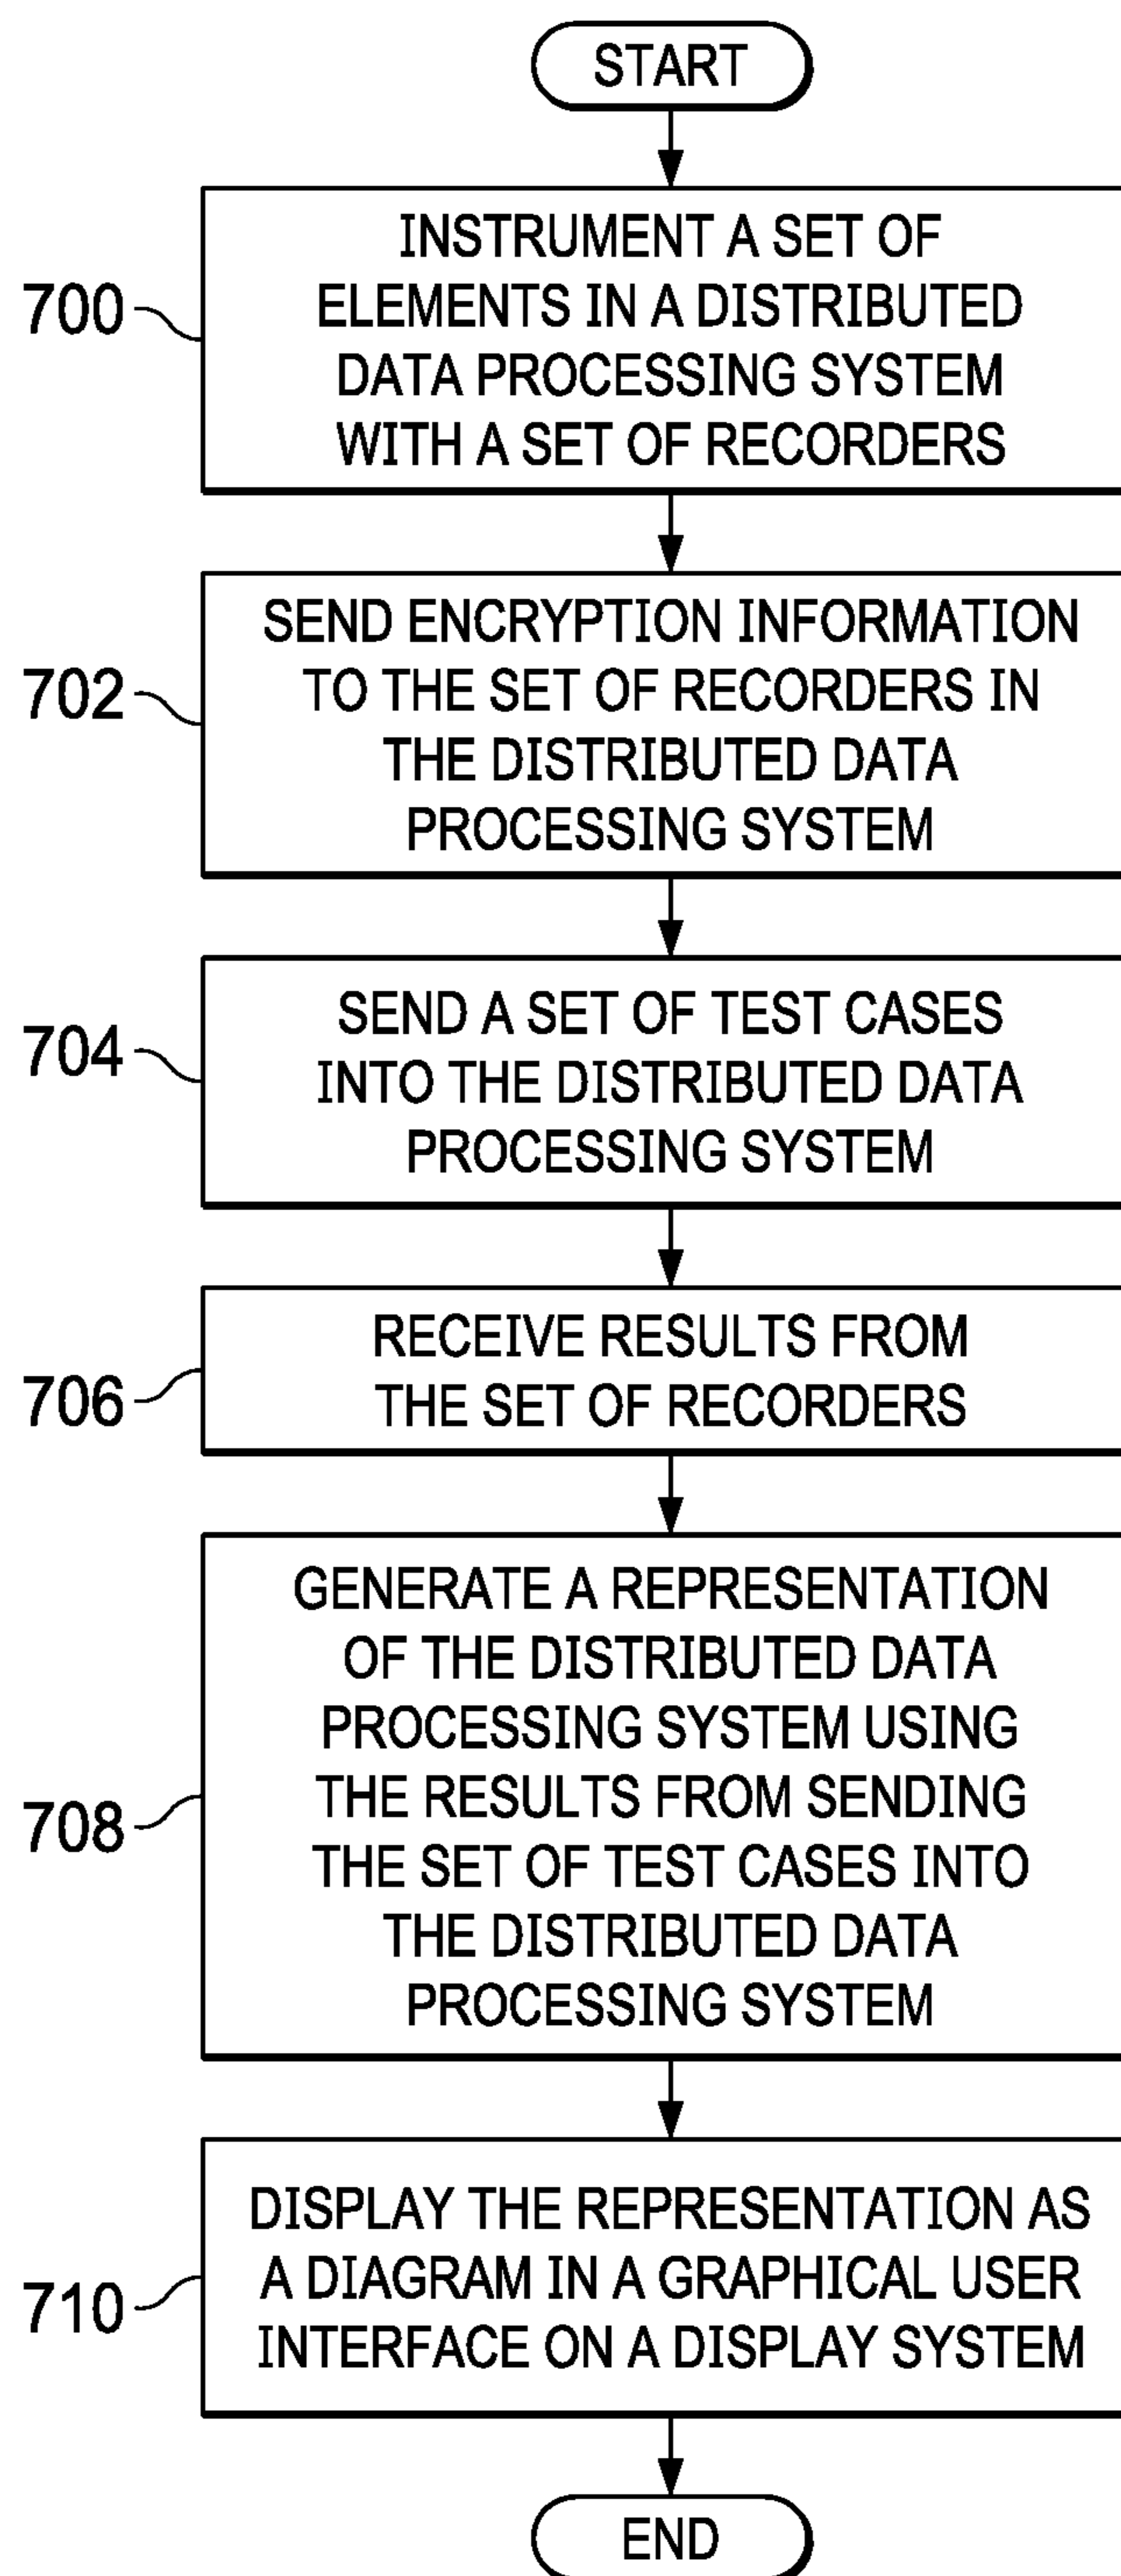 START
700
INSTRUMENT A SET OF
ELEMENTS IN A DISTRIBUTED
DATA PROCESSING SYSTEM
WITH A SET OF RECORDERS
702
SEND ENCRYPTION INFORMATION
TO THE SET OF RECORDERS IN
THE DISTRIBUTED DATA
PROCESSING SYSTEM
704
SEND A SET OF TEST CASES
INTO THE DISTRIBUTED DATA
PROCESSING SYSTEM
706
RECEIVE RESULTS FROM
THE SET OF RECORDERS
708
GENERATE A REPRESENTATION
OF THE DISTRIBUTED DATA
PROCESSING SYSTEM USING
THE RESULTS FROM SENDING
THE SET OF TEST CASES INTO
THE DISTRIBUTED DATA
PROCESSING SYSTEM
710
DISPLAY THE REPRESENTATION AS
A DIAGRAM IN A GRAPHICAL USER
INTERFACE ON A DISPLAY SYSTEM
END